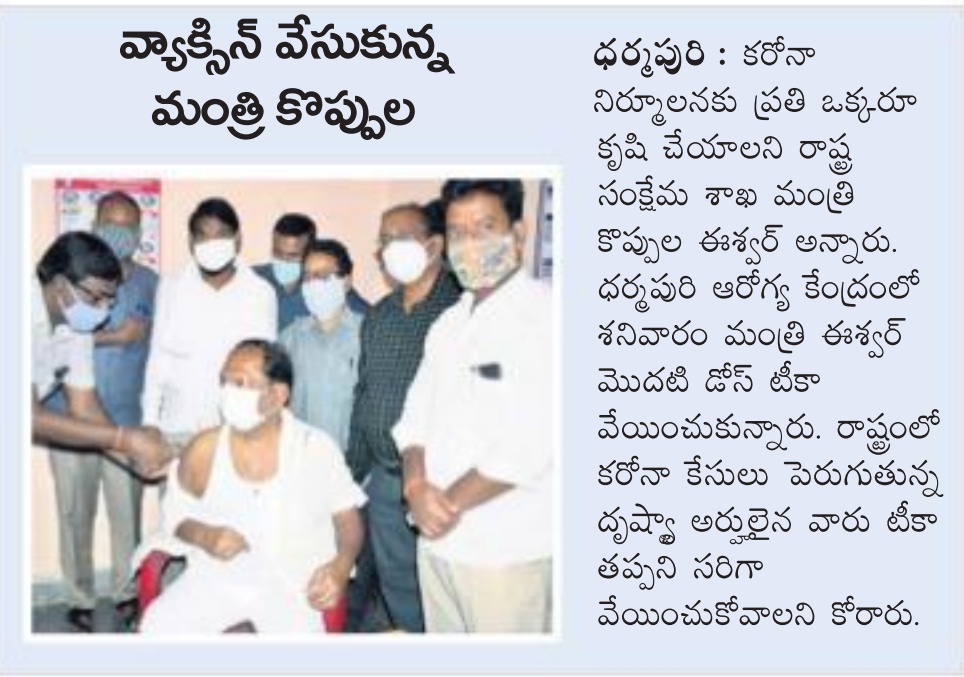 వ్యాక్సిన్ వేసుకున్న
మంత్రి కొప్పుల
ధర్మపురి : కరోనా
నిర్మూలనకు ప్రతి ఒక్కరూ
కృషి చేయాలని రాష్ట్ర
సంక్షేమ శాఖ మంత్రి
కొప్పుల ఈశ్వర్ అన్నారు.
ధర్మపురి ఆరోగ్య కేంద్రంలో
శనివారం మంత్రి ఈశ్వర్
మొదటి డోస్ టీకా
వేయించుకున్నారు. రాష్ట్రంలో
కరోనా కేసులు పెరుగుతున్న
దృష్ట్యా అర్హులైన వారు టీకా
తప్పని సరిగా
వేయించుకోవాలని కోరారు.